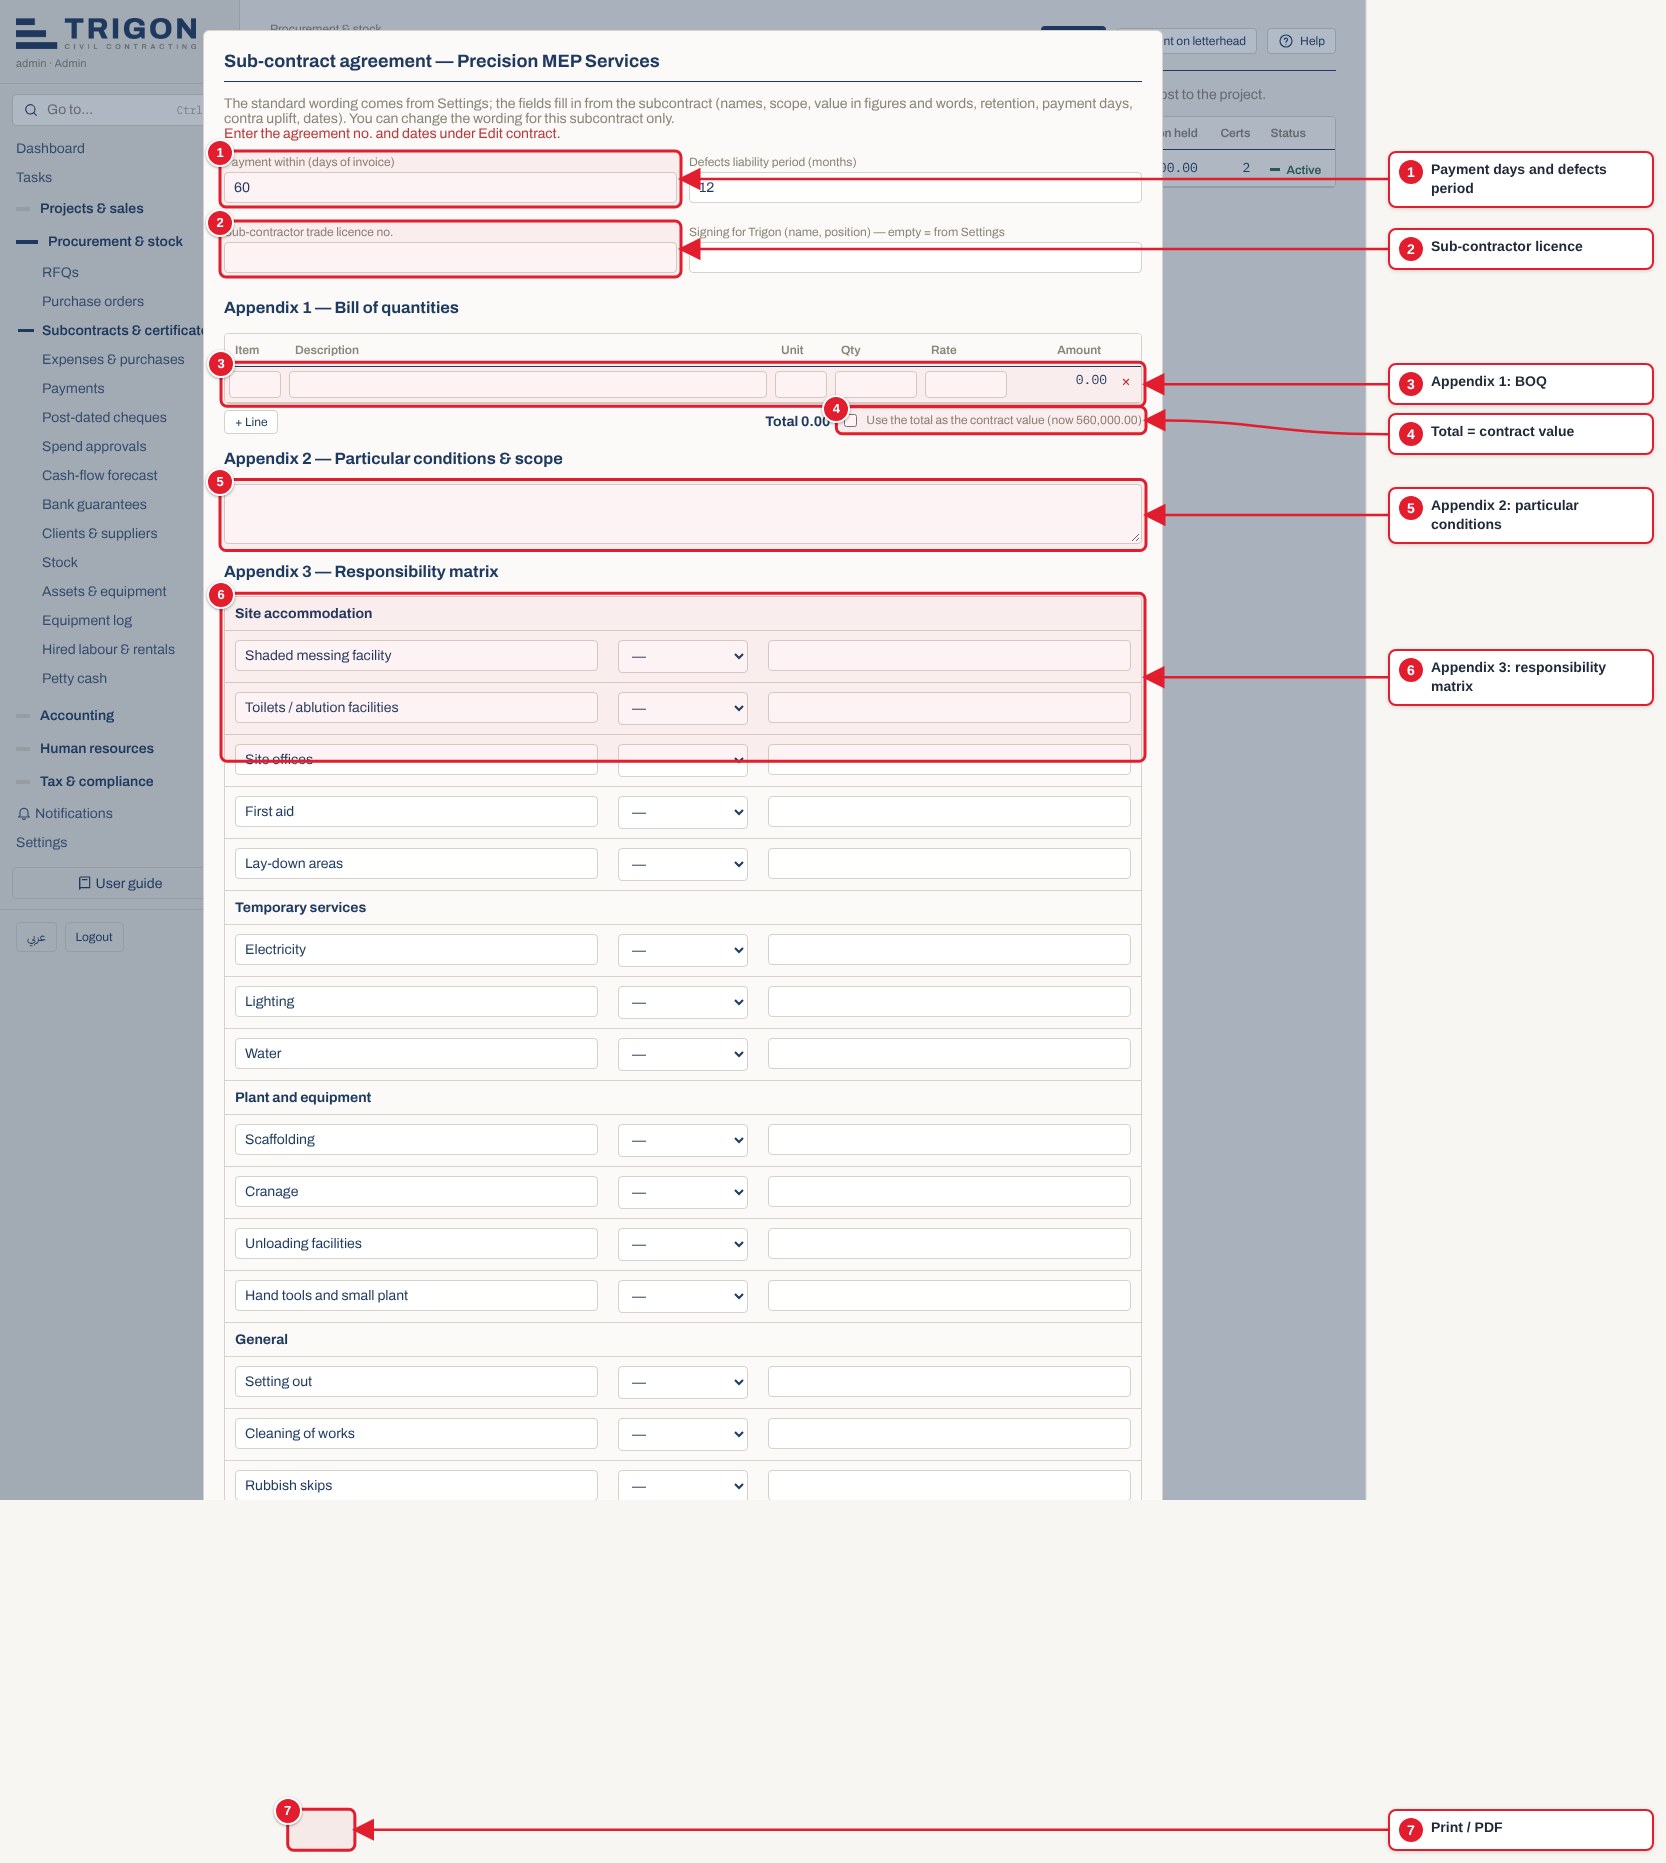 TRIGON
CIVIL CONTRACTING
admin · Admin
Go to...
Ctrl
Dashboard
Tasks
Projects & sales
Procurement & stock
RFQs
Purchase orders
Subcontracts & certificate
Expenses & purchases
Payments
Post-dated cheques
Spend approvals
Cash-flow forecast
Bank guarantees
Clients & suppliers
Stock
Assets & equipment
Equipment log
Hired labour & rentals
Petty cash
Accounting
Human resources
Tax & compliance
Notifications
Settings
User guide
عربي
Logout
Procurement & stock
nt on letterhead
Help
ost to the project.
on held
Certs
Status
00.00
2
Active
Sub-contract agreement — Precision MEP Services
The standard wording comes from Settings; the fields fill in from the subcontract (names, scope, value in figures and words, retention, payment days,
contra uplift, dates). You can change the wording for this subcontract only.
Enter the agreement no. and dates under Edit contract.
1
ayment within (days of invoice)
Defects liability period (months)
60
12
2
ub-contractor trade licence no.
Signing for Trigon (name, position) — empty = from Settings
Appendix 1 — Bill of quantities
Item
Description
Unit
Qty
Rate
Amount
3
0.00
×
+ Line
Total 0.00
4
Use the total as the contract value (now 560,000.00)
Appendix 2 — Particular conditions & scope
5
Appendix 3 — Responsibility matrix
6
Site accommodation
Shaded messing facility
—
Toilets / ablution facilities
—
Site offices
First aid
—
Lay-down areas
—
Temporary services
Electricity
—
Lighting
—
Water
—
Plant and equipment
Scaffolding
—
Cranage
—
Unloading facilities
—
Hand tools and small plant
—
General
Setting out
—
Cleaning of works
—
Rubbish skips
—
7
1
Payment days and defects
period
2
Sub-contractor licence
3
Appendix 1: BOQ
4
Total = contract value
5
Appendix 2: particular
conditions
6
Appendix 3: responsibility
matrix
7
Print / PDF